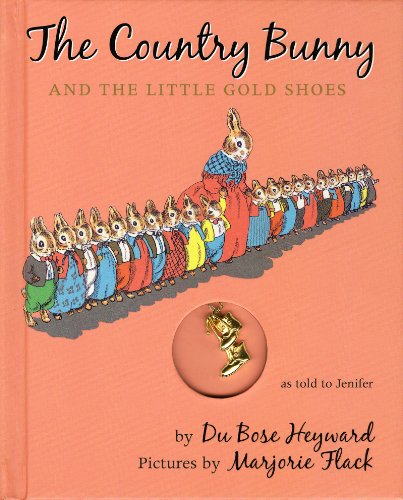 The Country Bunny
AND THE LITTLE GOLD SHOES
as told to Jenifer
by Du Bose Heyward
Pictures by Marjorie Flack